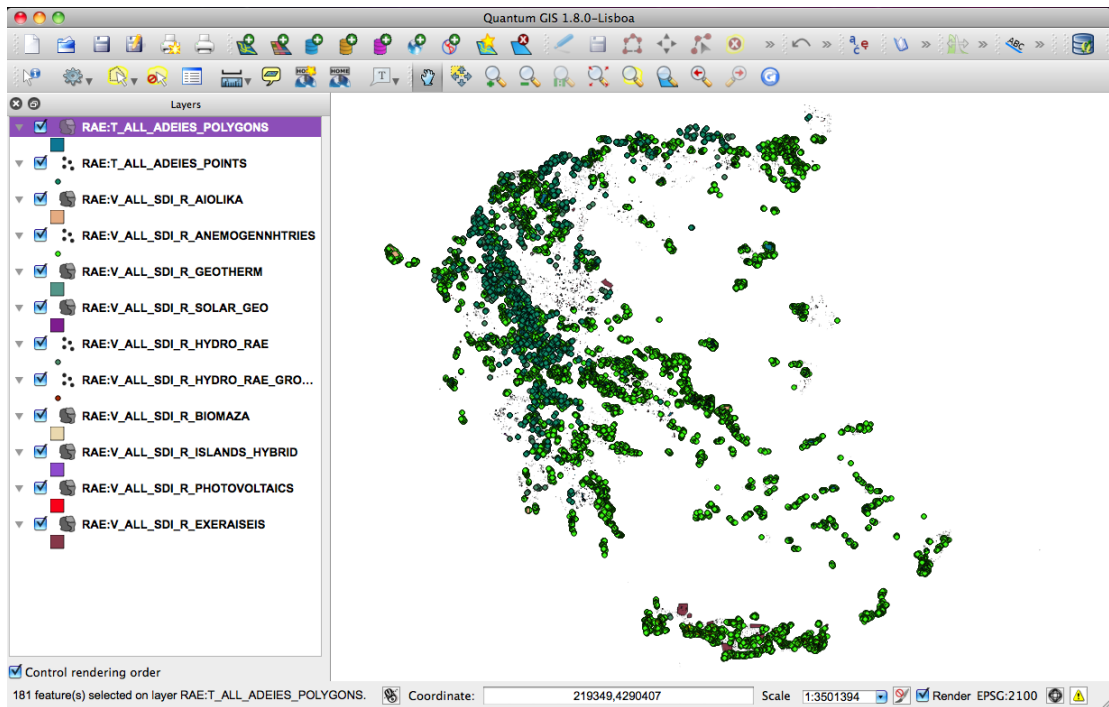 Quantum GIS 1.8.0-Lisboa
Layers
RAE:T_ALL_ADEIES_POLYGONS
RAE:T_ALL_ADEIES_POINTS
RAE:V_ALL_SDI_R_AIOLIKA
RAE:V_ALL_SDI_R_ANEMOGENNHTRIES
RAE:V_ALL_SDI_R_GEOTHERM
RAE:V_ALL_SDI_R_SOLAR_GEO
RAE:V_ALL_SDI_R_HYDRO_RAE
RAE:V_ALL_SDI_R_HYDRO_RAE_GRO...
RAE:V_ALL_SDI_R_BIOMAZA
RAE:V_ALL_SDI_R_ISLANDS_HYBRID
RAE:V_ALL_SDI_R_PHOTOVOLTAICS
RAE:V_ALL_SDI_R_EXERAISEIS
Control rendering order
181 feature(s) selected on layer RAE:T_ALL_ADEIES_POLYGONS. Coordinate: 219349,4290407 Scale 1:3501394 Render EPSG:2100